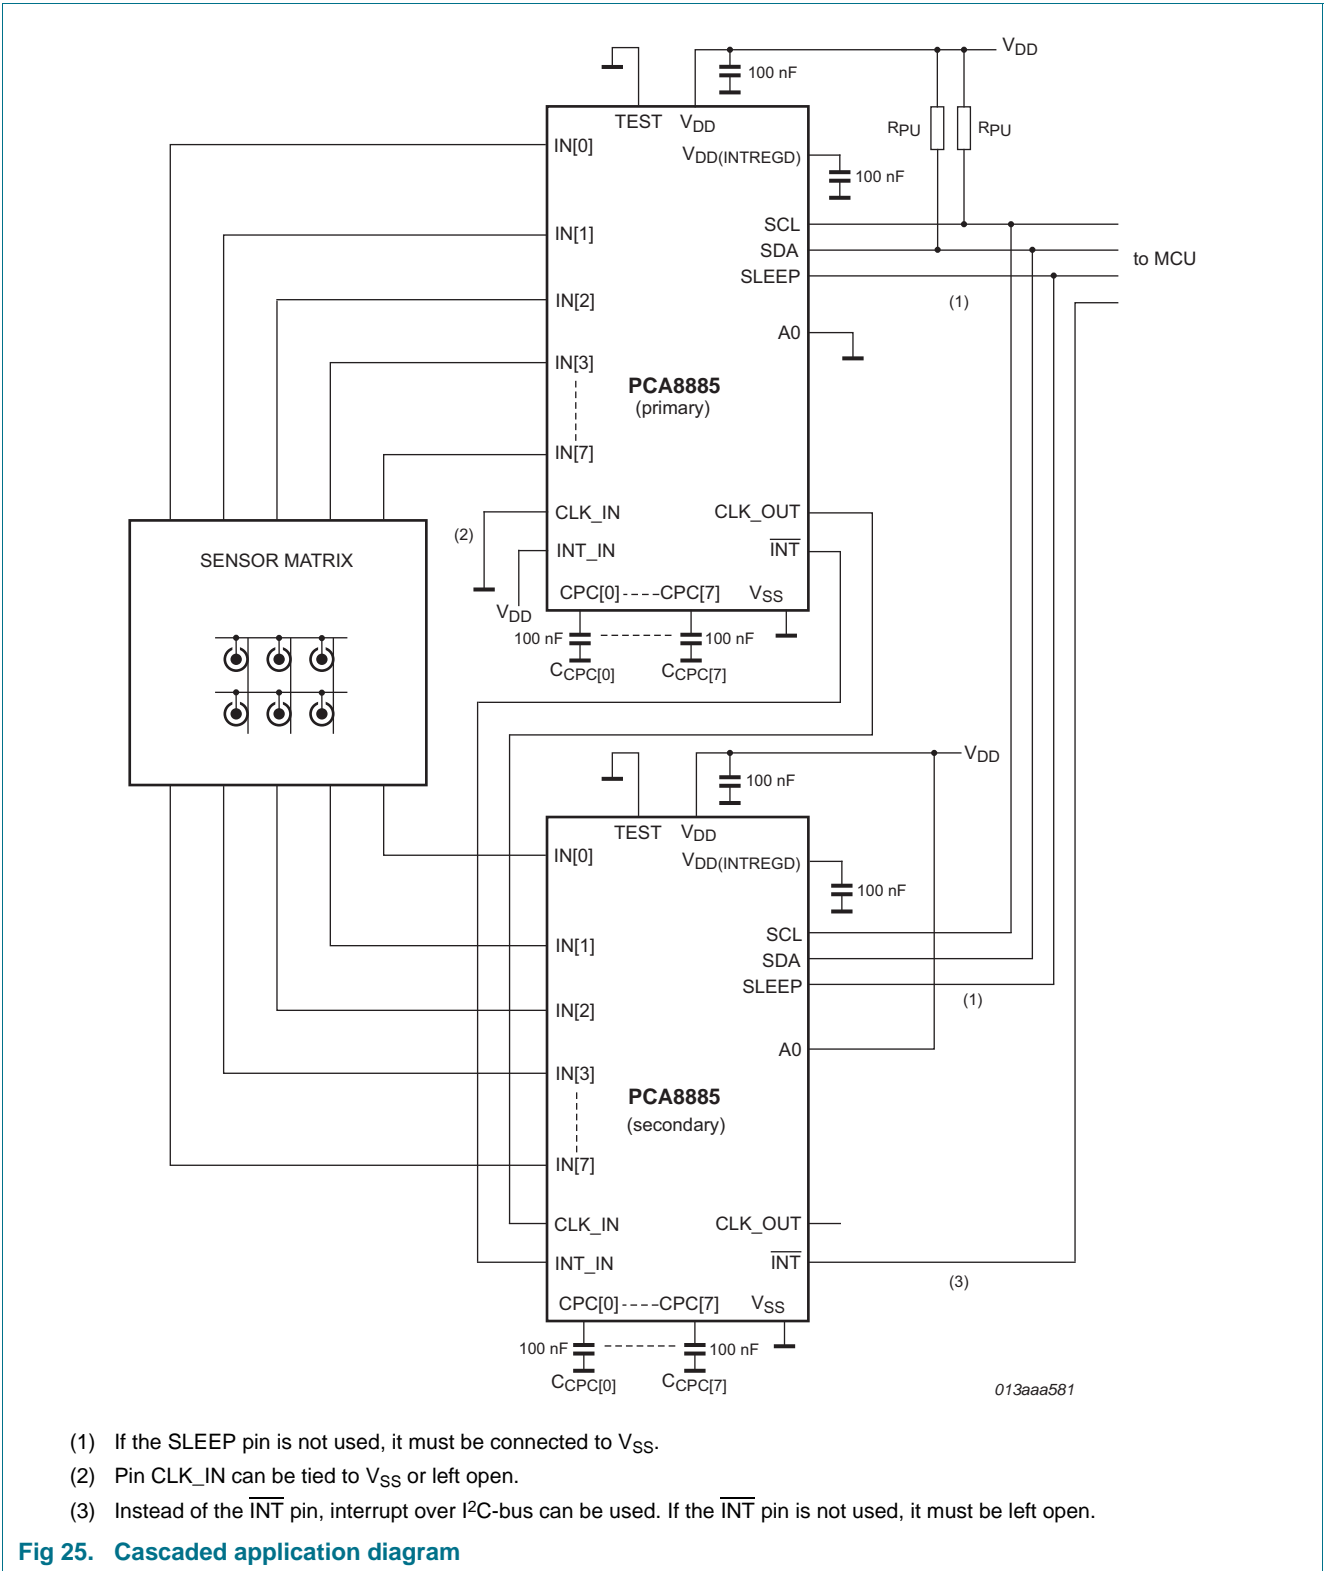 VDD
100 nF
TEST VDD
RPU RPU
IN[0]
VDD(INTREGD)
100 nF
SCL
IN[1]
SDA
to MCU
SLEEP
IN[2]
(1)
A0
IN[3]
PCA8885
(primary)
IN[7]
CLK_IN
CLK_OUT
(2)
INT_IN
INT
SENSOR MATRIX
CPC[0] CPC[7]
VSS
VDD
100 nF 100 nF
CCPC[0] CCPC[7]
VDD
100 nF
TEST VDD
IN[0]
VDD(INTREGD)
100 nF
SCL
IN[1]
SDA
SLEEP
(1)
IN[2]
A0
IN[3]
PCA8885
(secondary)
IN[7]
CLK_IN
CLK_OUT
INT_IN
INT
(3)
CPC[0] CPC[7]
VSS
100 nF 100 nF
CCPC[0] CCPC[7]
013aaa581
(1) If the SLEEP pin is not used, it must be connected to VSS.
(2) Pin CLK_IN can be tied to VSS or left open.
(3) Instead of the INT pin, interrupt over I2C-bus can be used. If the INT pin is not used, it must be left open.
Fig 25. Cascaded application diagram